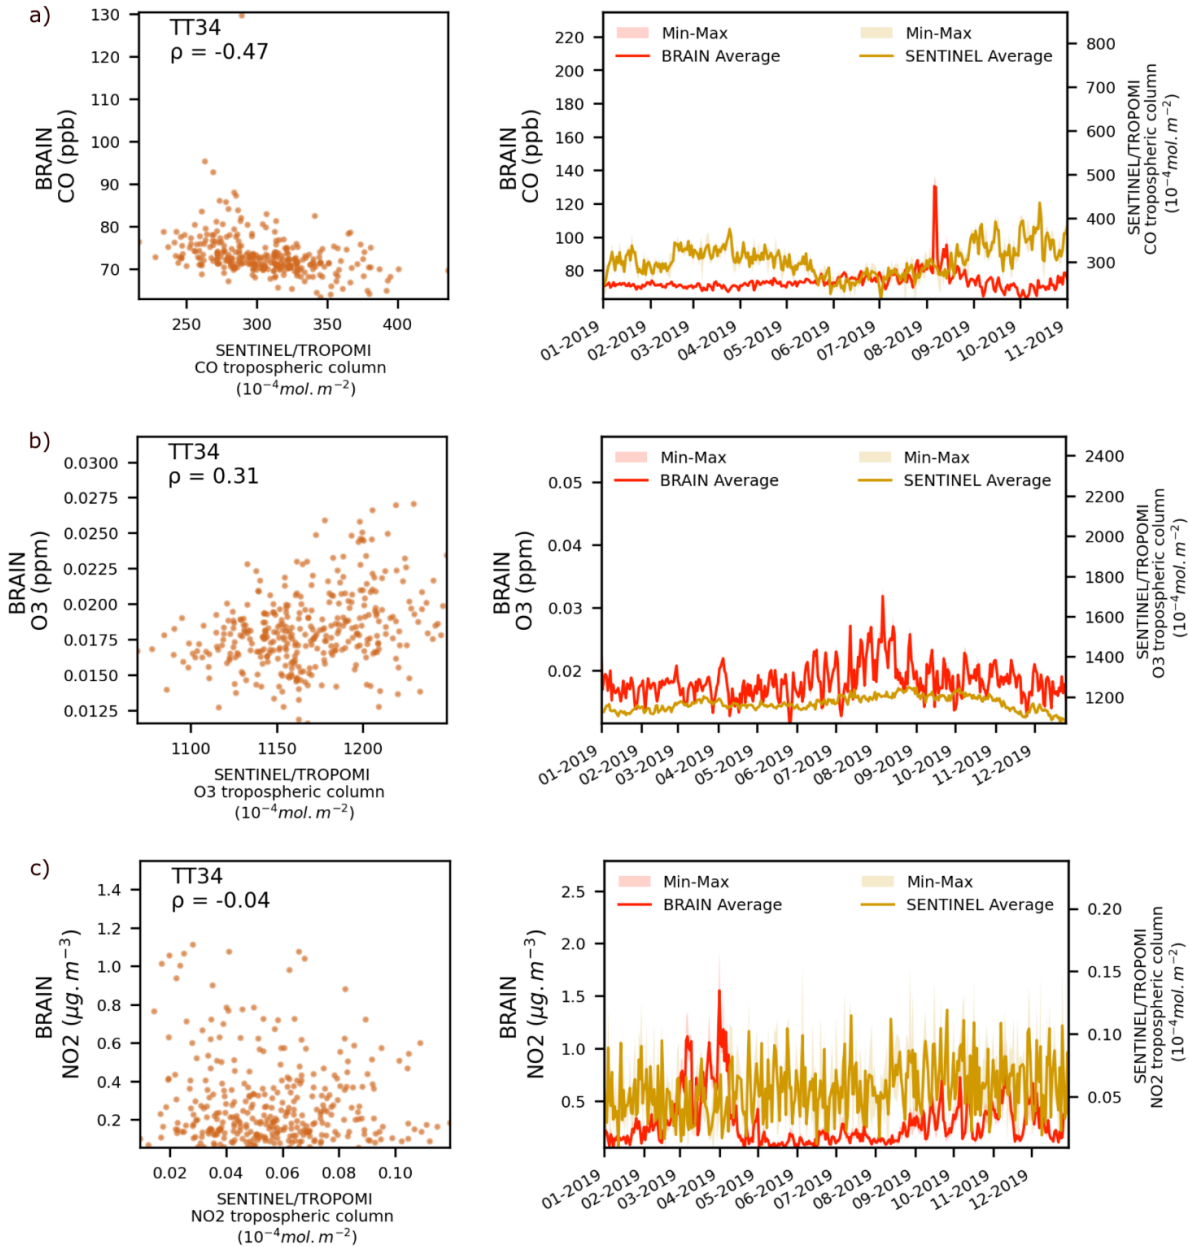 a)
TT34
ρ = -0.47
130
120
110
100
90
80
70
BRAIN
CO (ppb)
250 300 350 400
SENTINEL/TROPOMI
CO tropospheric column
(10⁻⁴mol.m⁻²)
Min-Max
BRAIN Average
Min-Max
SENTINEL Average
220
200
180
160
140
120
100
80
BRAIN
CO (ppb)
800
700
600
500
400
300
SENTINEL/TROPOMI
CO tropospheric column
(10⁻⁴mol.m⁻²)
01-2019 02-2019 03-2019 04-2019 05-2019 06-2019 07-2019 08-2019 09-2019 10-2019 11-2019
b)
TT34
ρ = 0.31
0.0300
0.0275
0.0250
0.0225
0.0200
0.0175
0.0150
0.0125
BRAIN
O3 (ppm)
1100 1150 1200
SENTINEL/TROPOMI
O3 tropospheric column
(10⁻⁴mol.m⁻²)
Min-Max
BRAIN Average
Min-Max
SENTINEL Average
0.05
0.04
0.03
0.02
BRAIN
O3 (ppm)
2400
2200
2000
1800
1600
1400
1200
SENTINEL/TROPOMI
O3 tropospheric column
(10⁻⁴mol.m⁻²)
01-2019 02-2019 03-2019 04-2019 05-2019 06-2019 07-2019 08-2019 09-2019 10-2019 11-2019 12-2019
c)
TT34
ρ = -0.04
1.4
1.2
1.0
0.8
0.6
0.4
0.2
BRAIN
NO2 (μg.m⁻³)
0.02 0.04 0.06 0.08 0.10
SENTINEL/TROPOMI
NO2 tropospheric column
(10⁻⁴mol.m⁻²)
Min-Max
BRAIN Average
Min-Max
SENTINEL Average
2.5
2.0
1.5
1.0
0.5
BRAIN
NO2 (μg.m⁻³)
0.20
0.15
0.10
0.05
SENTINEL/TROPOMI
NO2 tropospheric column
(10⁻⁴mol.m⁻²)
01-2019 02-2019 03-2019 04-2019 05-2019 06-2019 07-2019 08-2019 09-2019 10-2019 11-2019 12-2019